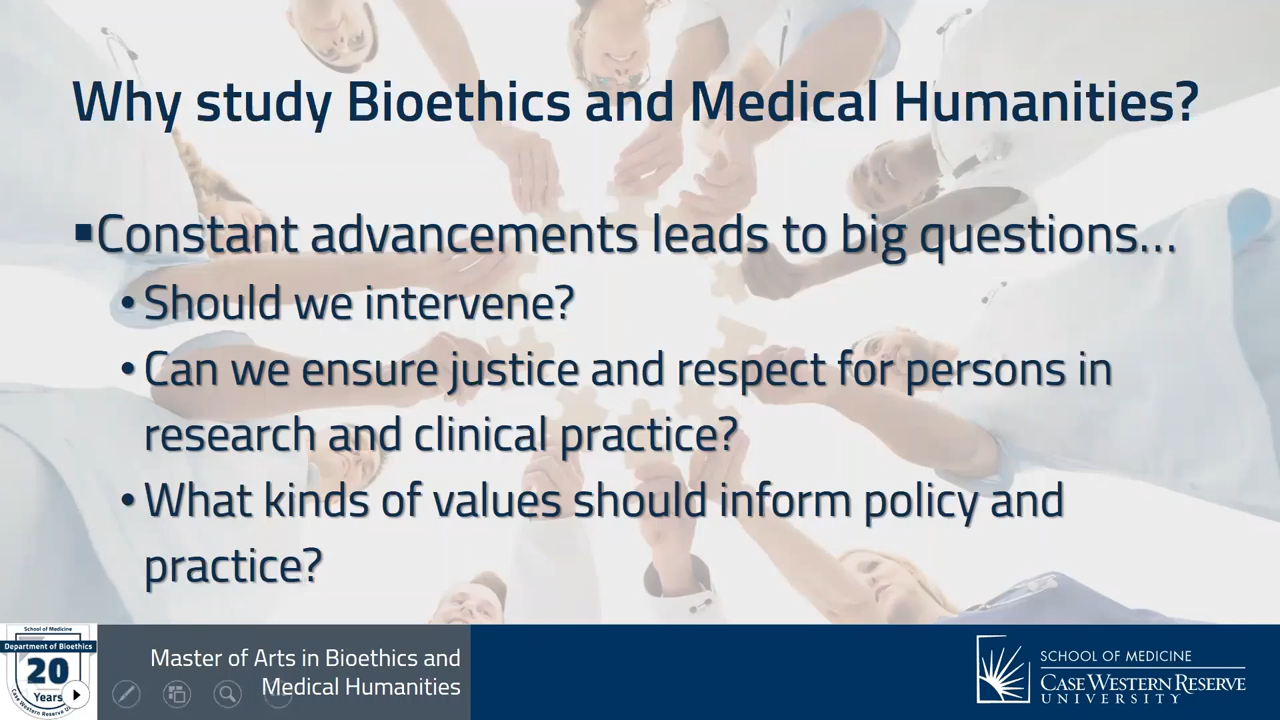 Why study Bioethics and Medical Humanities?
▪Constant advancements leads to big questions...
• Should we intervene?
• Can we ensure justice and respect for persons in
research and clinical practice?
• What kinds of values should inform policy and
practice?
School of Medicine
Department of Bioethics
20
Years
Case Western Reserve
Master of Arts in Bioethics and
Medical Humanities
SCHOOL OF MEDICINE
CASE WESTERN RESERVE
UNIVERSITY